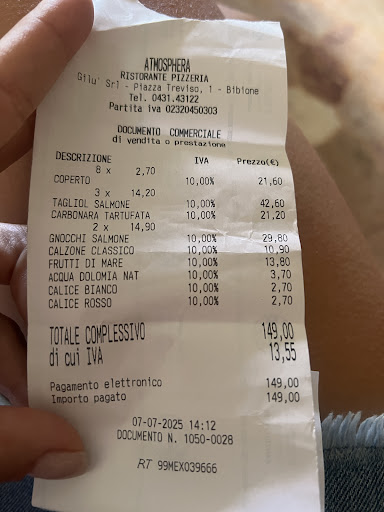 ATMOSPHERA
RISTORANTE PIZZERIA
Gilu' Srl - Piazza Treviso, 1 - Bibione
Tel. 0431.43122
Partita iva 02320450303
DOCUMENTO COMMERCIALE
di vendita o prestazione
DESCRIZIONE IVA Prezzo(€)
8 x 2,70
COPERTO 10,00% 21,60
3 x 14,20
TAGLIOL SALMONE 10,00% 42,60
CARBONARA TARTUFATA 10,00% 21,20
2 x 14,90
GNOCCHI SALMONE 10,00% 29,80
CALZONE CLASSICO 10,00% 10,90
FRUTTI DI MARE 10,00% 13,80
ACQUA DOLOMIA NAT 10,00% 3,70
CALICE BIANCO 10,00% 2,70
CALICE ROSSO 10,00% 2,70
TOTALE COMPLESSIVO 149,00
di cui IVA 13,55
Pagamento elettronico 149,00
Importo pagato 149,00
07-07-2025 14:12
DOCUMENTO N. 1050-0028
RT 99MEX039666